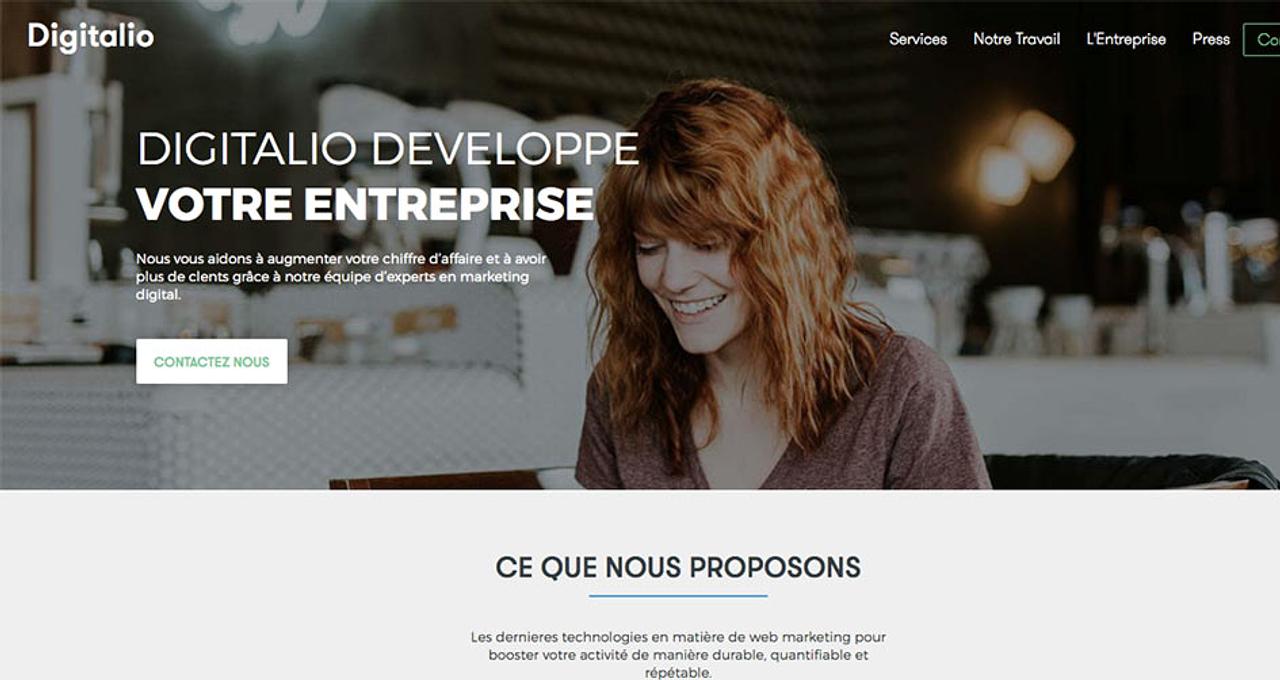 Digitalio
Services Notre Travail L'Entreprise Press
DIGITALIO DEVELOPPE
VOTRE ENTREPRISE
Nous vous aidons à augmenter votre chiffre d'affaire et à avoir
plus de clents grâce à notre équipe d'experts en marketing
digital.
CONTACTEZ NOUS
CE QUE NOUS PROPOSONS
Les dernieres technologies en matière de web marketing pour
booster votre activité de manière durable, quantifiable et
répétable.